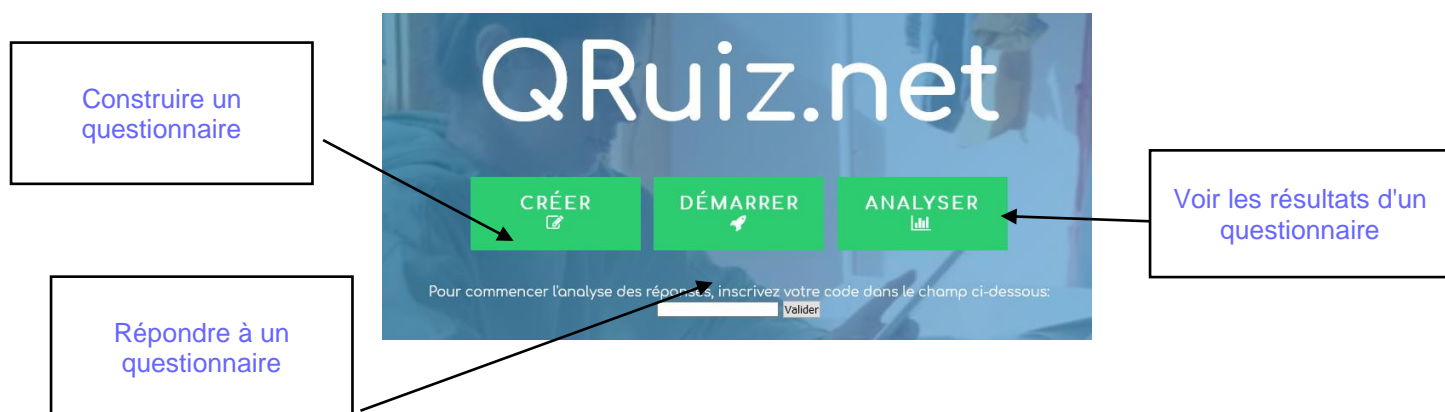 QRuiz.net
Construire un
questionnaire
CRÉER
DÉMARRER
ANALYSER
Voir les résultats d'un
questionnaire
Pour commencer l'analyse des réponses, inscrivez votre code dans le champ ci-dessous:
Valider
Répondre à un
questionnaire